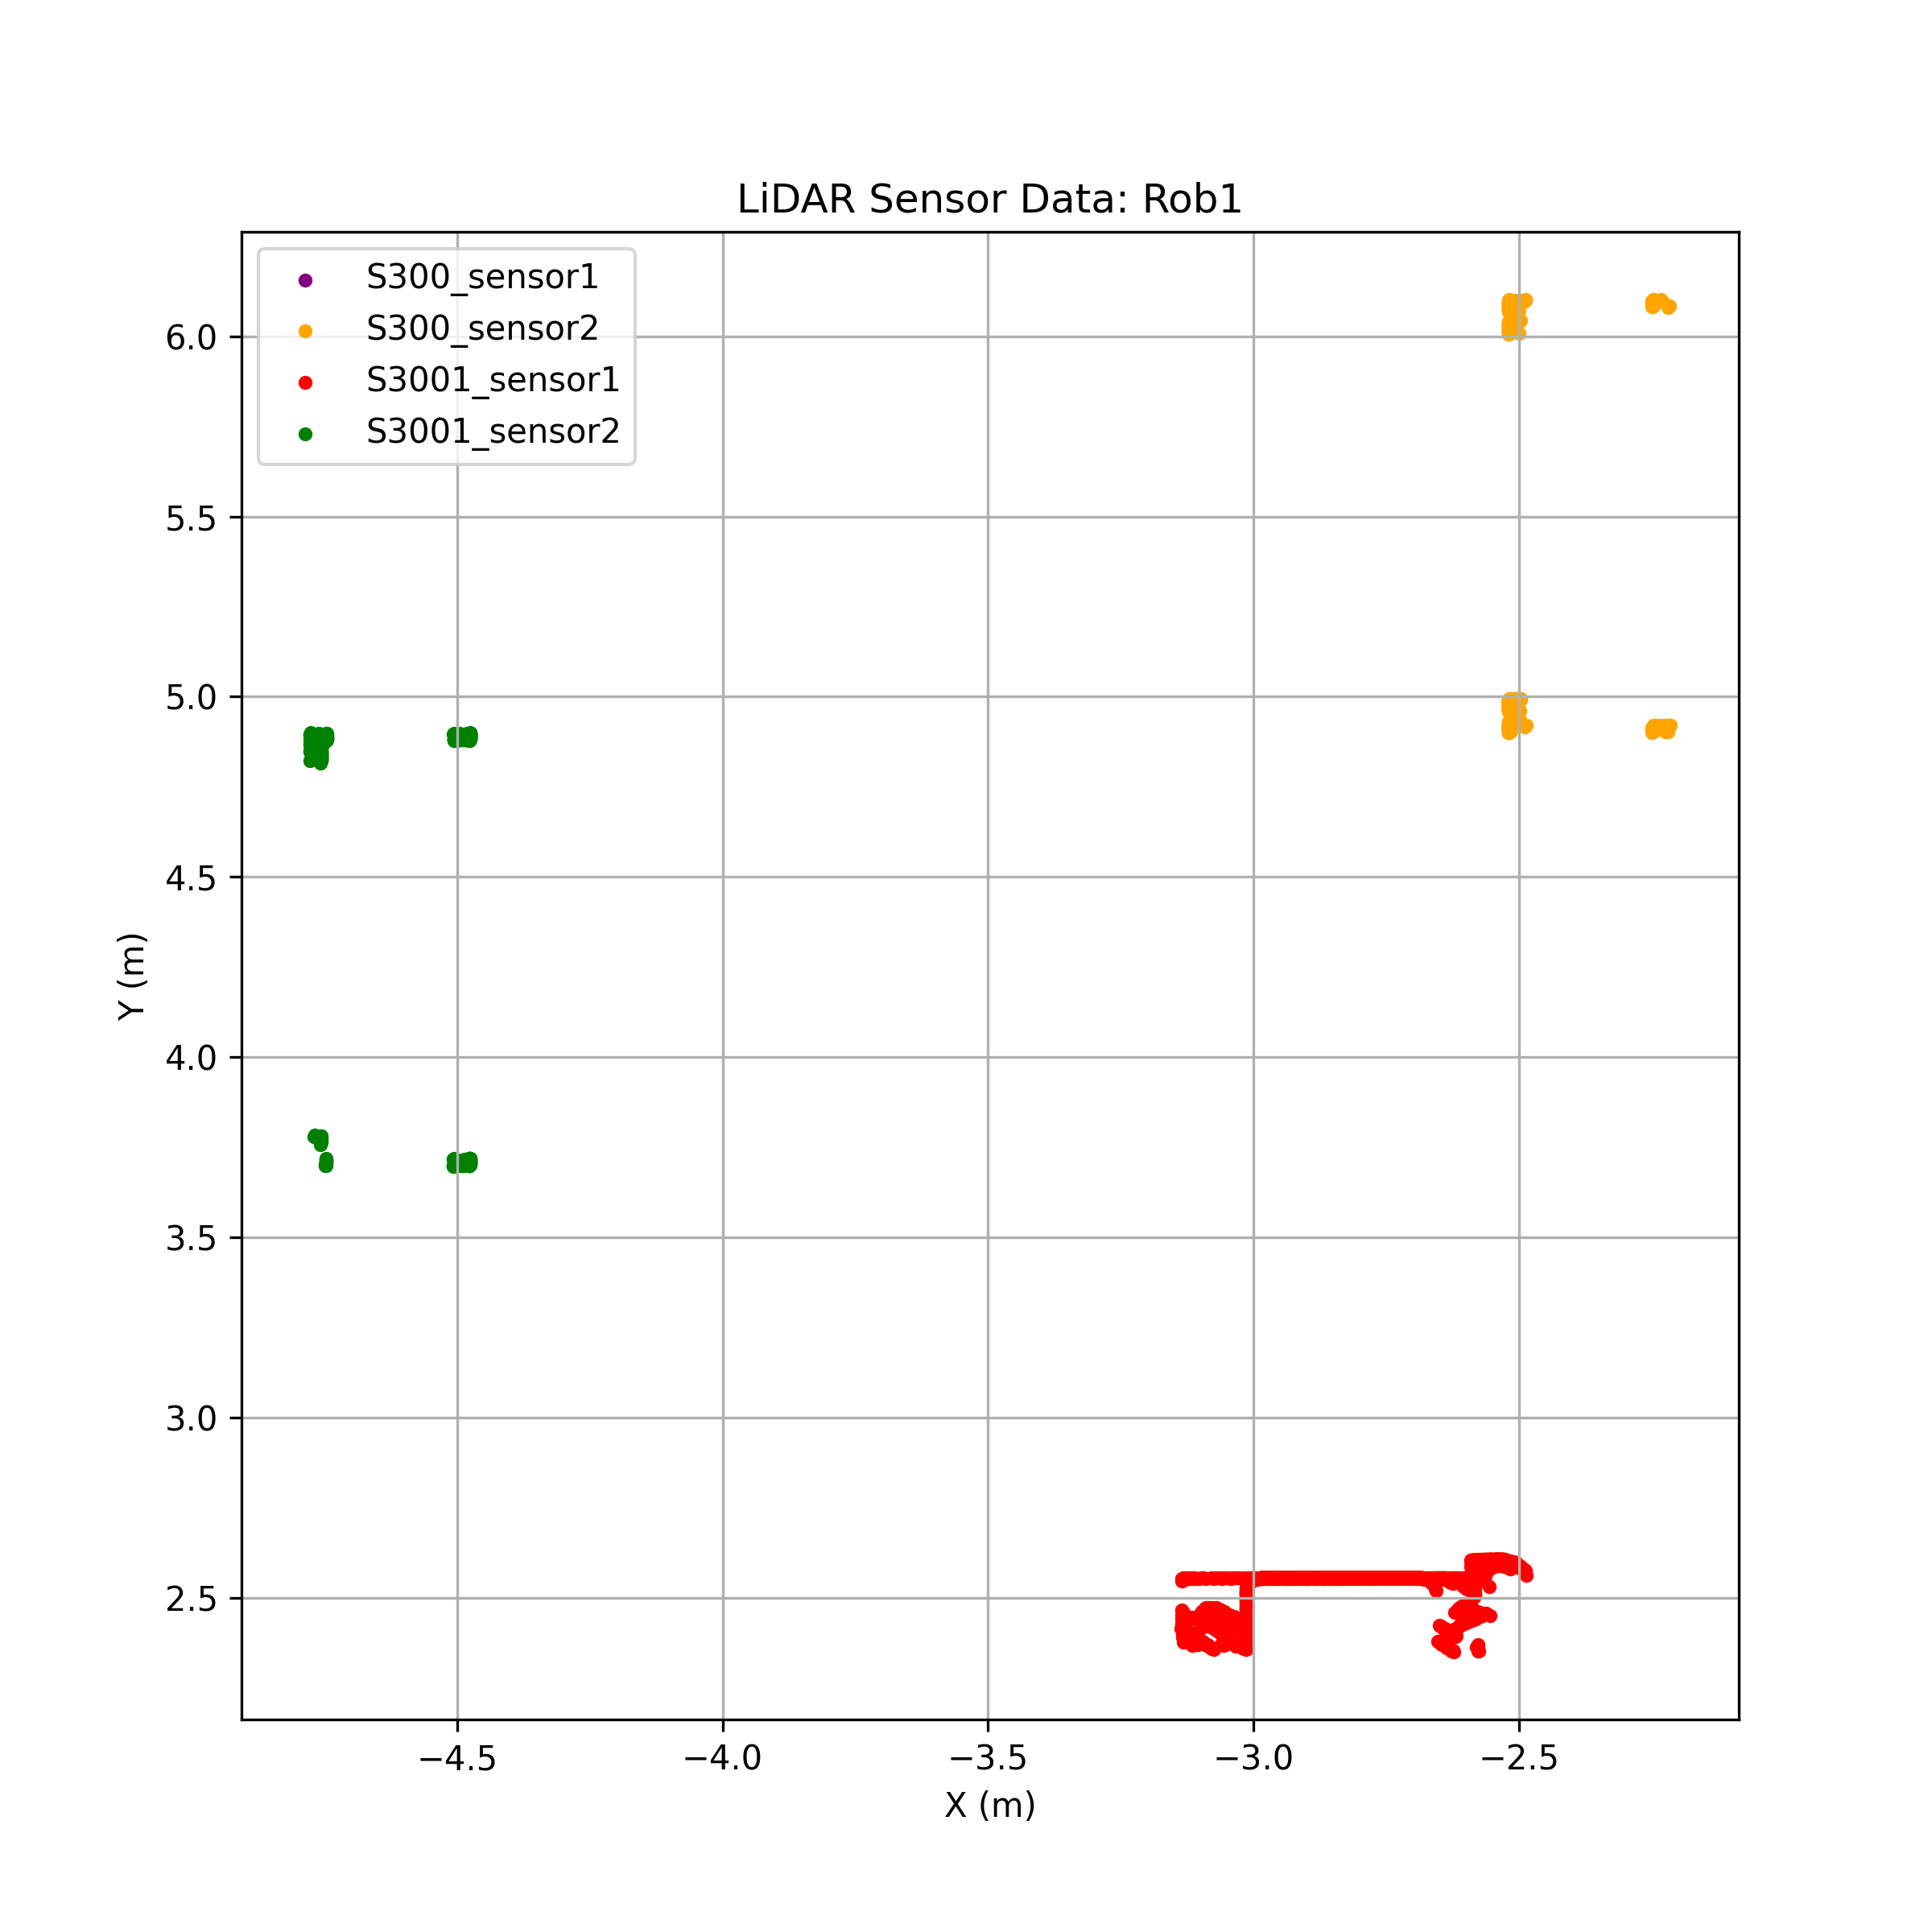 LiDAR Sensor Data: Rob1
S300_sensor1
S300_sensor2
S3001_sensor1
S3001_sensor2
6.0
5.5
5.0
4.5
4.0
3.5
3.0
2.5
Y (m)
−4.5 −4.0 −3.5 −3.0 −2.5
X (m)